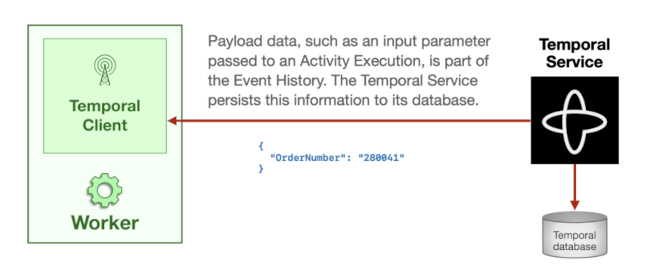 Payload data, such as an input parameter
passed to an Activity Execution, is part of
the Event History. The Temporal Service
persists this information to its database.
Temporal
Service
Temporal
Client
{
"OrderNumber": "280041"
}
Worker
Temporal
database